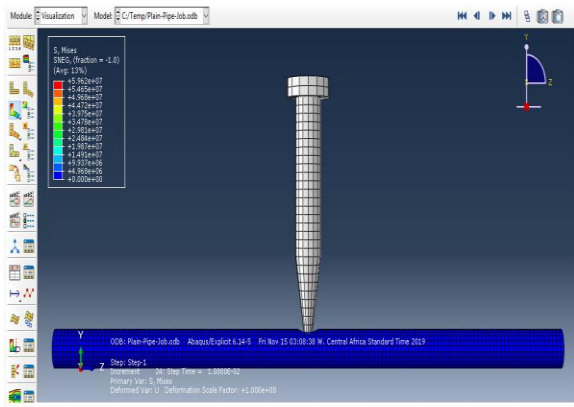 Module: Visualization Model: C:/Temp/Plain-Pipe-Job.odb
S, Mises
SNEG, (fraction = -1.0)
(Avg: 13%)
+5.962e+07
+5.465e+07
+4.968e+07
+4.472e+07
+3.975e+07
+3.478e+07
+2.981e+07
+2.484e+07
+1.987e+07
+1.491e+07
+9.937e+06
+4.968e+06
+0.000e+00
Y
Z
Y
Z
ODB: Plain-Pipe-Job.odb Abaqus/Explicit 6.14-5 Fri Nov 15 03:08:38 W. Central Africa Standard Time 2019
Step: Step-1
Increment 24: Step Time = 1.0000E-02
Primary Var: S, Mises
Deformed Var: U Deformation Scale Factor: +1.000e+00